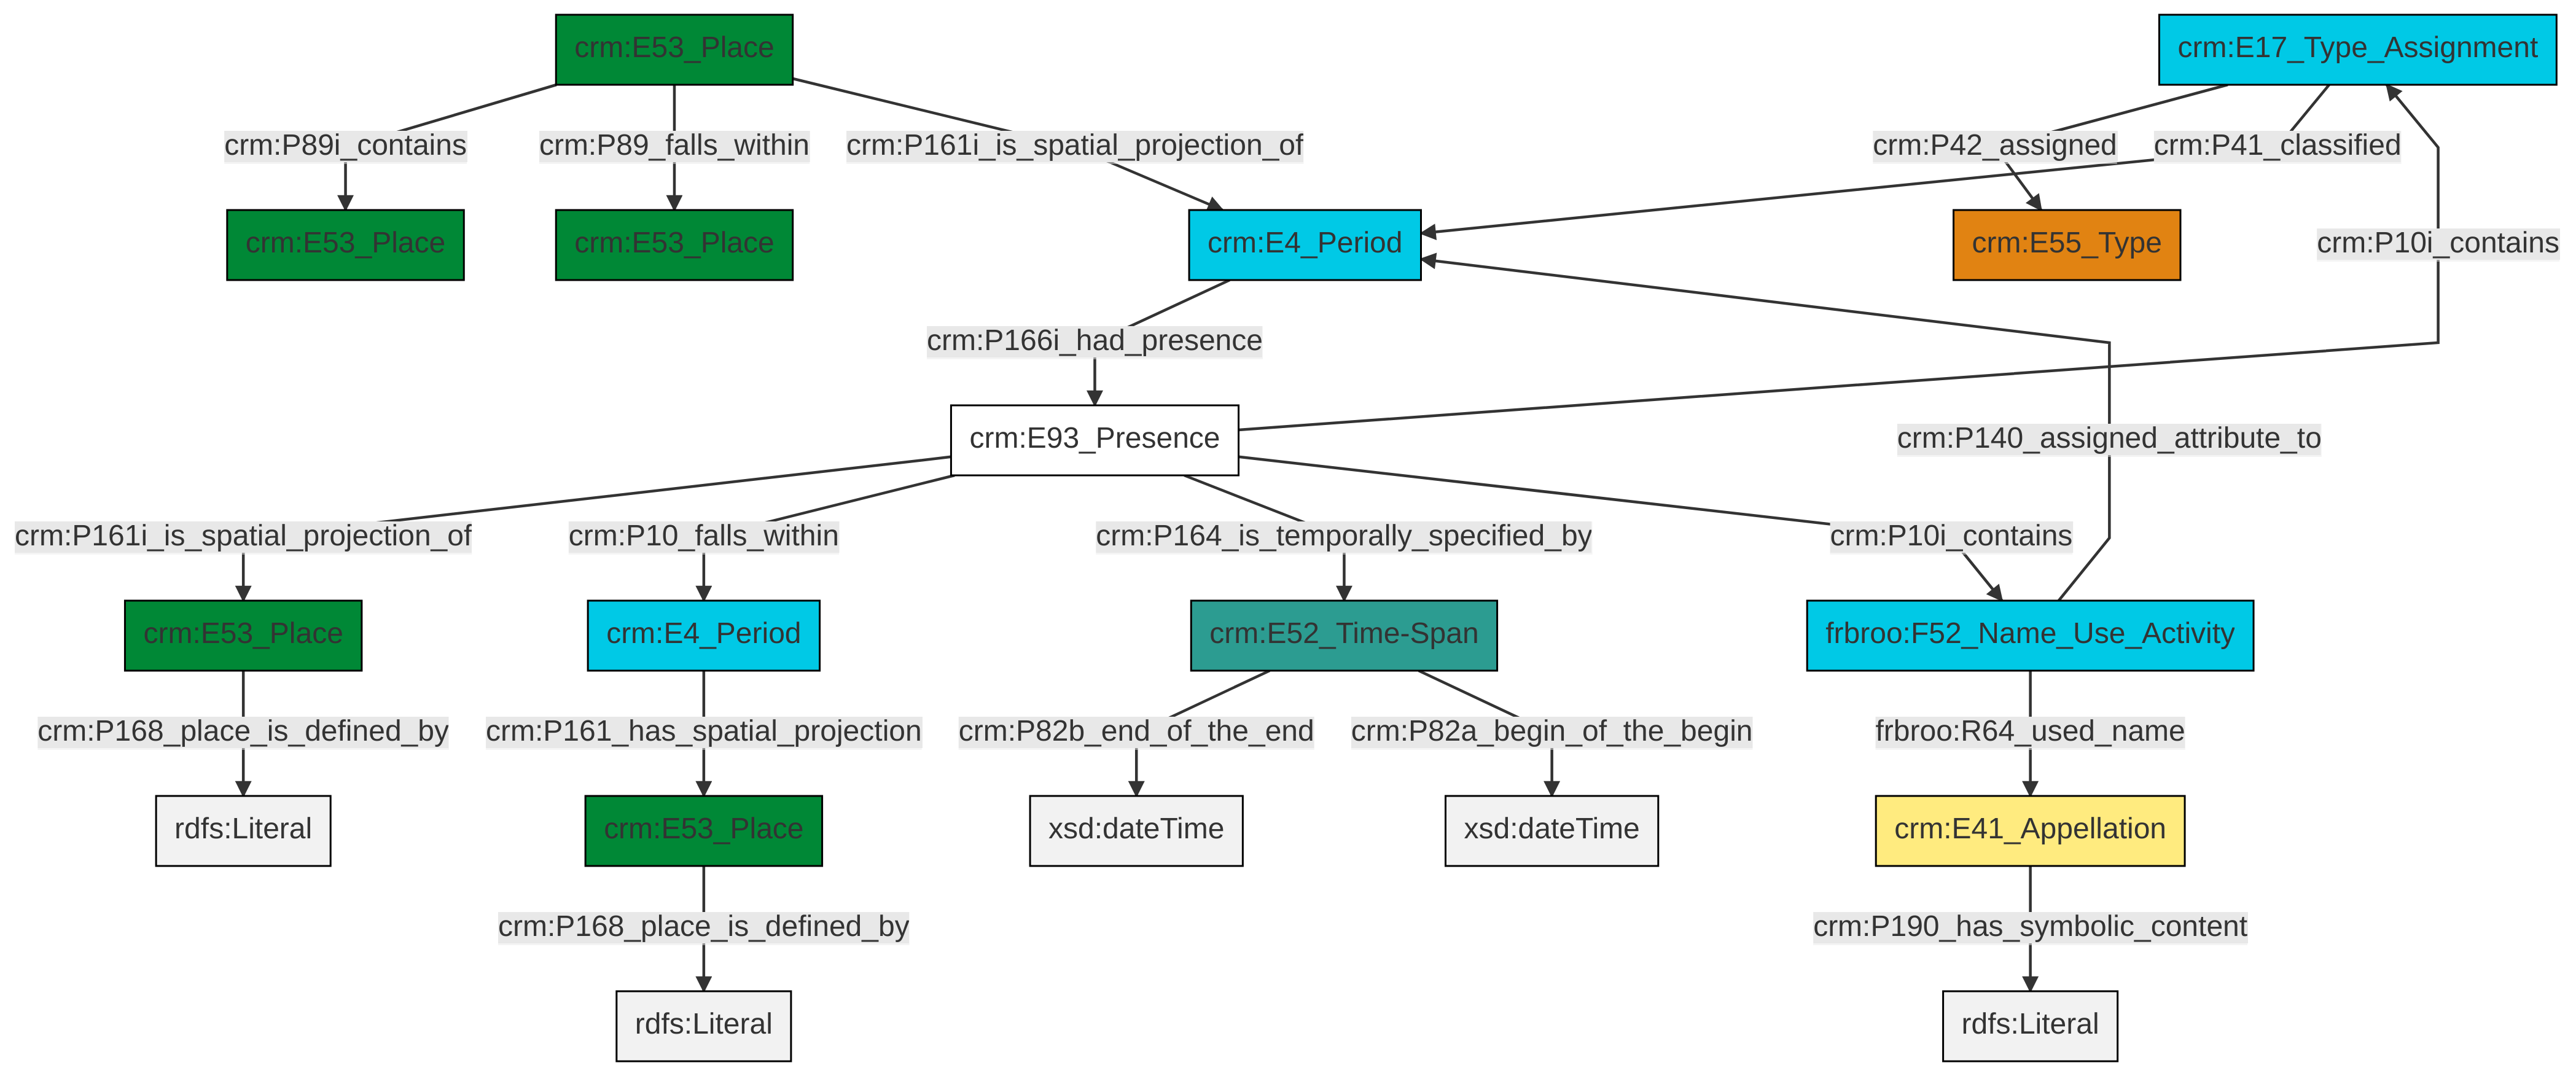 crm:E53_Place
crm:E17_Type_Assignment
crm:P89i_contains
crm:P89_falls_within
crm:P161i_is_spatial_projection_of
crm:P42_assigned
crm:P41_classified
crm:E53_Place
crm:E53_Place
crm:E4_Period
crm:E55_Type
crm:P10i_contains
crm:P166i_had_presence
crm:E93_Presence
crm:P140_assigned_attribute_to
crm:P161i_is_spatial_projection_of
crm:P10_falls_within
crm:P164_is_temporally_specified_by
crm:P10i_contains
crm:E53_Place
crm:E4_Period
crm:E52_Time-Span
frbroo:F52_Name_Use_Activity
crm:P168_place_is_defined_by
crm:P161_has_spatial_projection
crm:P82b_end_of_the_end
crm:P82a_begin_of_the_begin
frbroo:R64_used_name
rdfs:Literal
crm:E53_Place
xsd:dateTime
xsd:dateTime
crm:E41_Appellation
crm:P168_place_is_defined_by
crm:P190_has_symbolic_content
rdfs:Literal
rdfs:Literal